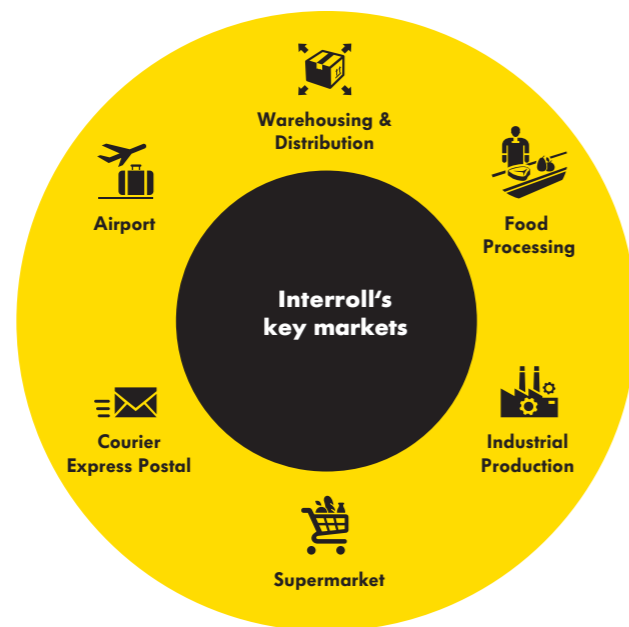 Warehousing &
Distribution
Airport
Food
Processing
Interroll's
key markets
Courier
Express Postal
Industrial
Production
Supermarket